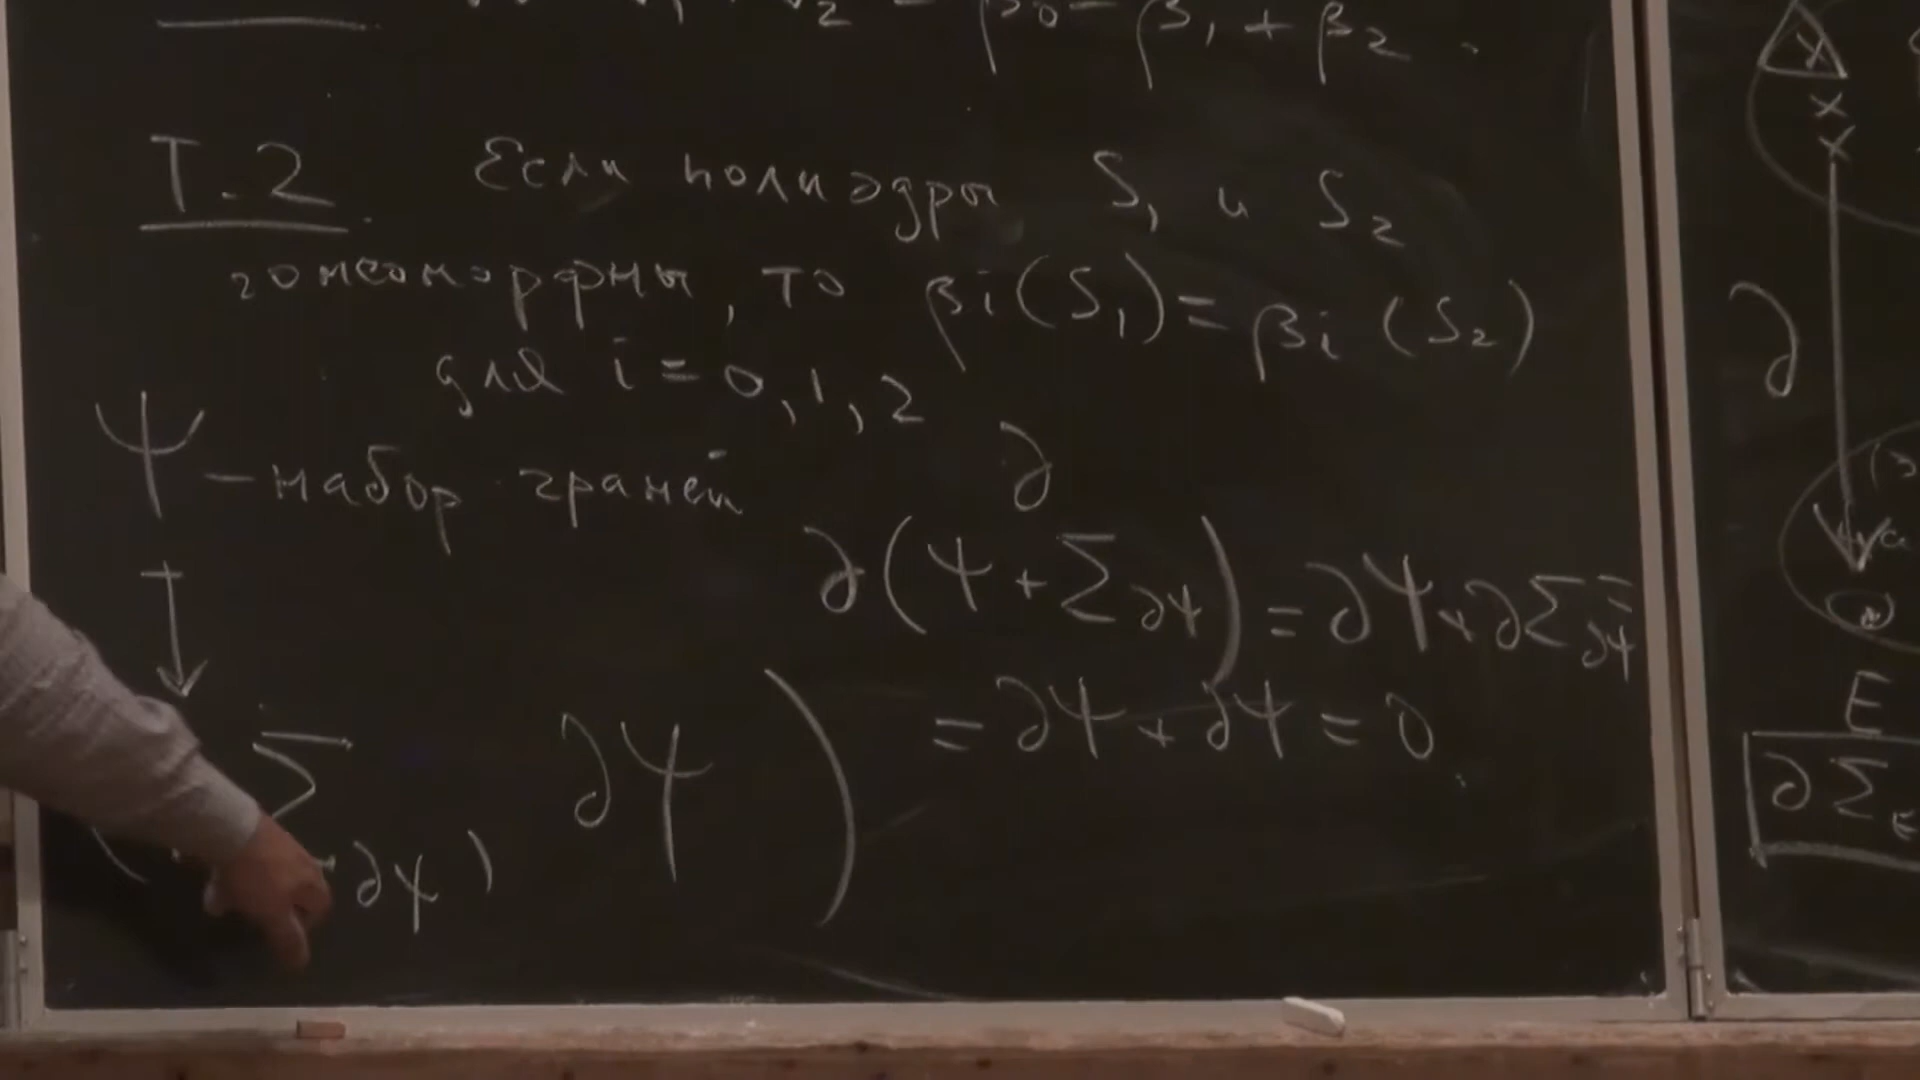 β₀ - β₁ + β₂.
Т.2. Если полиэдры S₁ и S₂
гомеоморфны, то βi(S₁) = βi(S₂)
для i = 0, 1, 2
Ψ – набор граней
∂
∂(Ψ + Σ∂Ψ) = ∂Ψ + ∂Σ∂Ψ =
= ∂Ψ + ∂Ψ = 0.
Σ∂Ψ) ∂Ψ)
∂
E
∂Σ_E